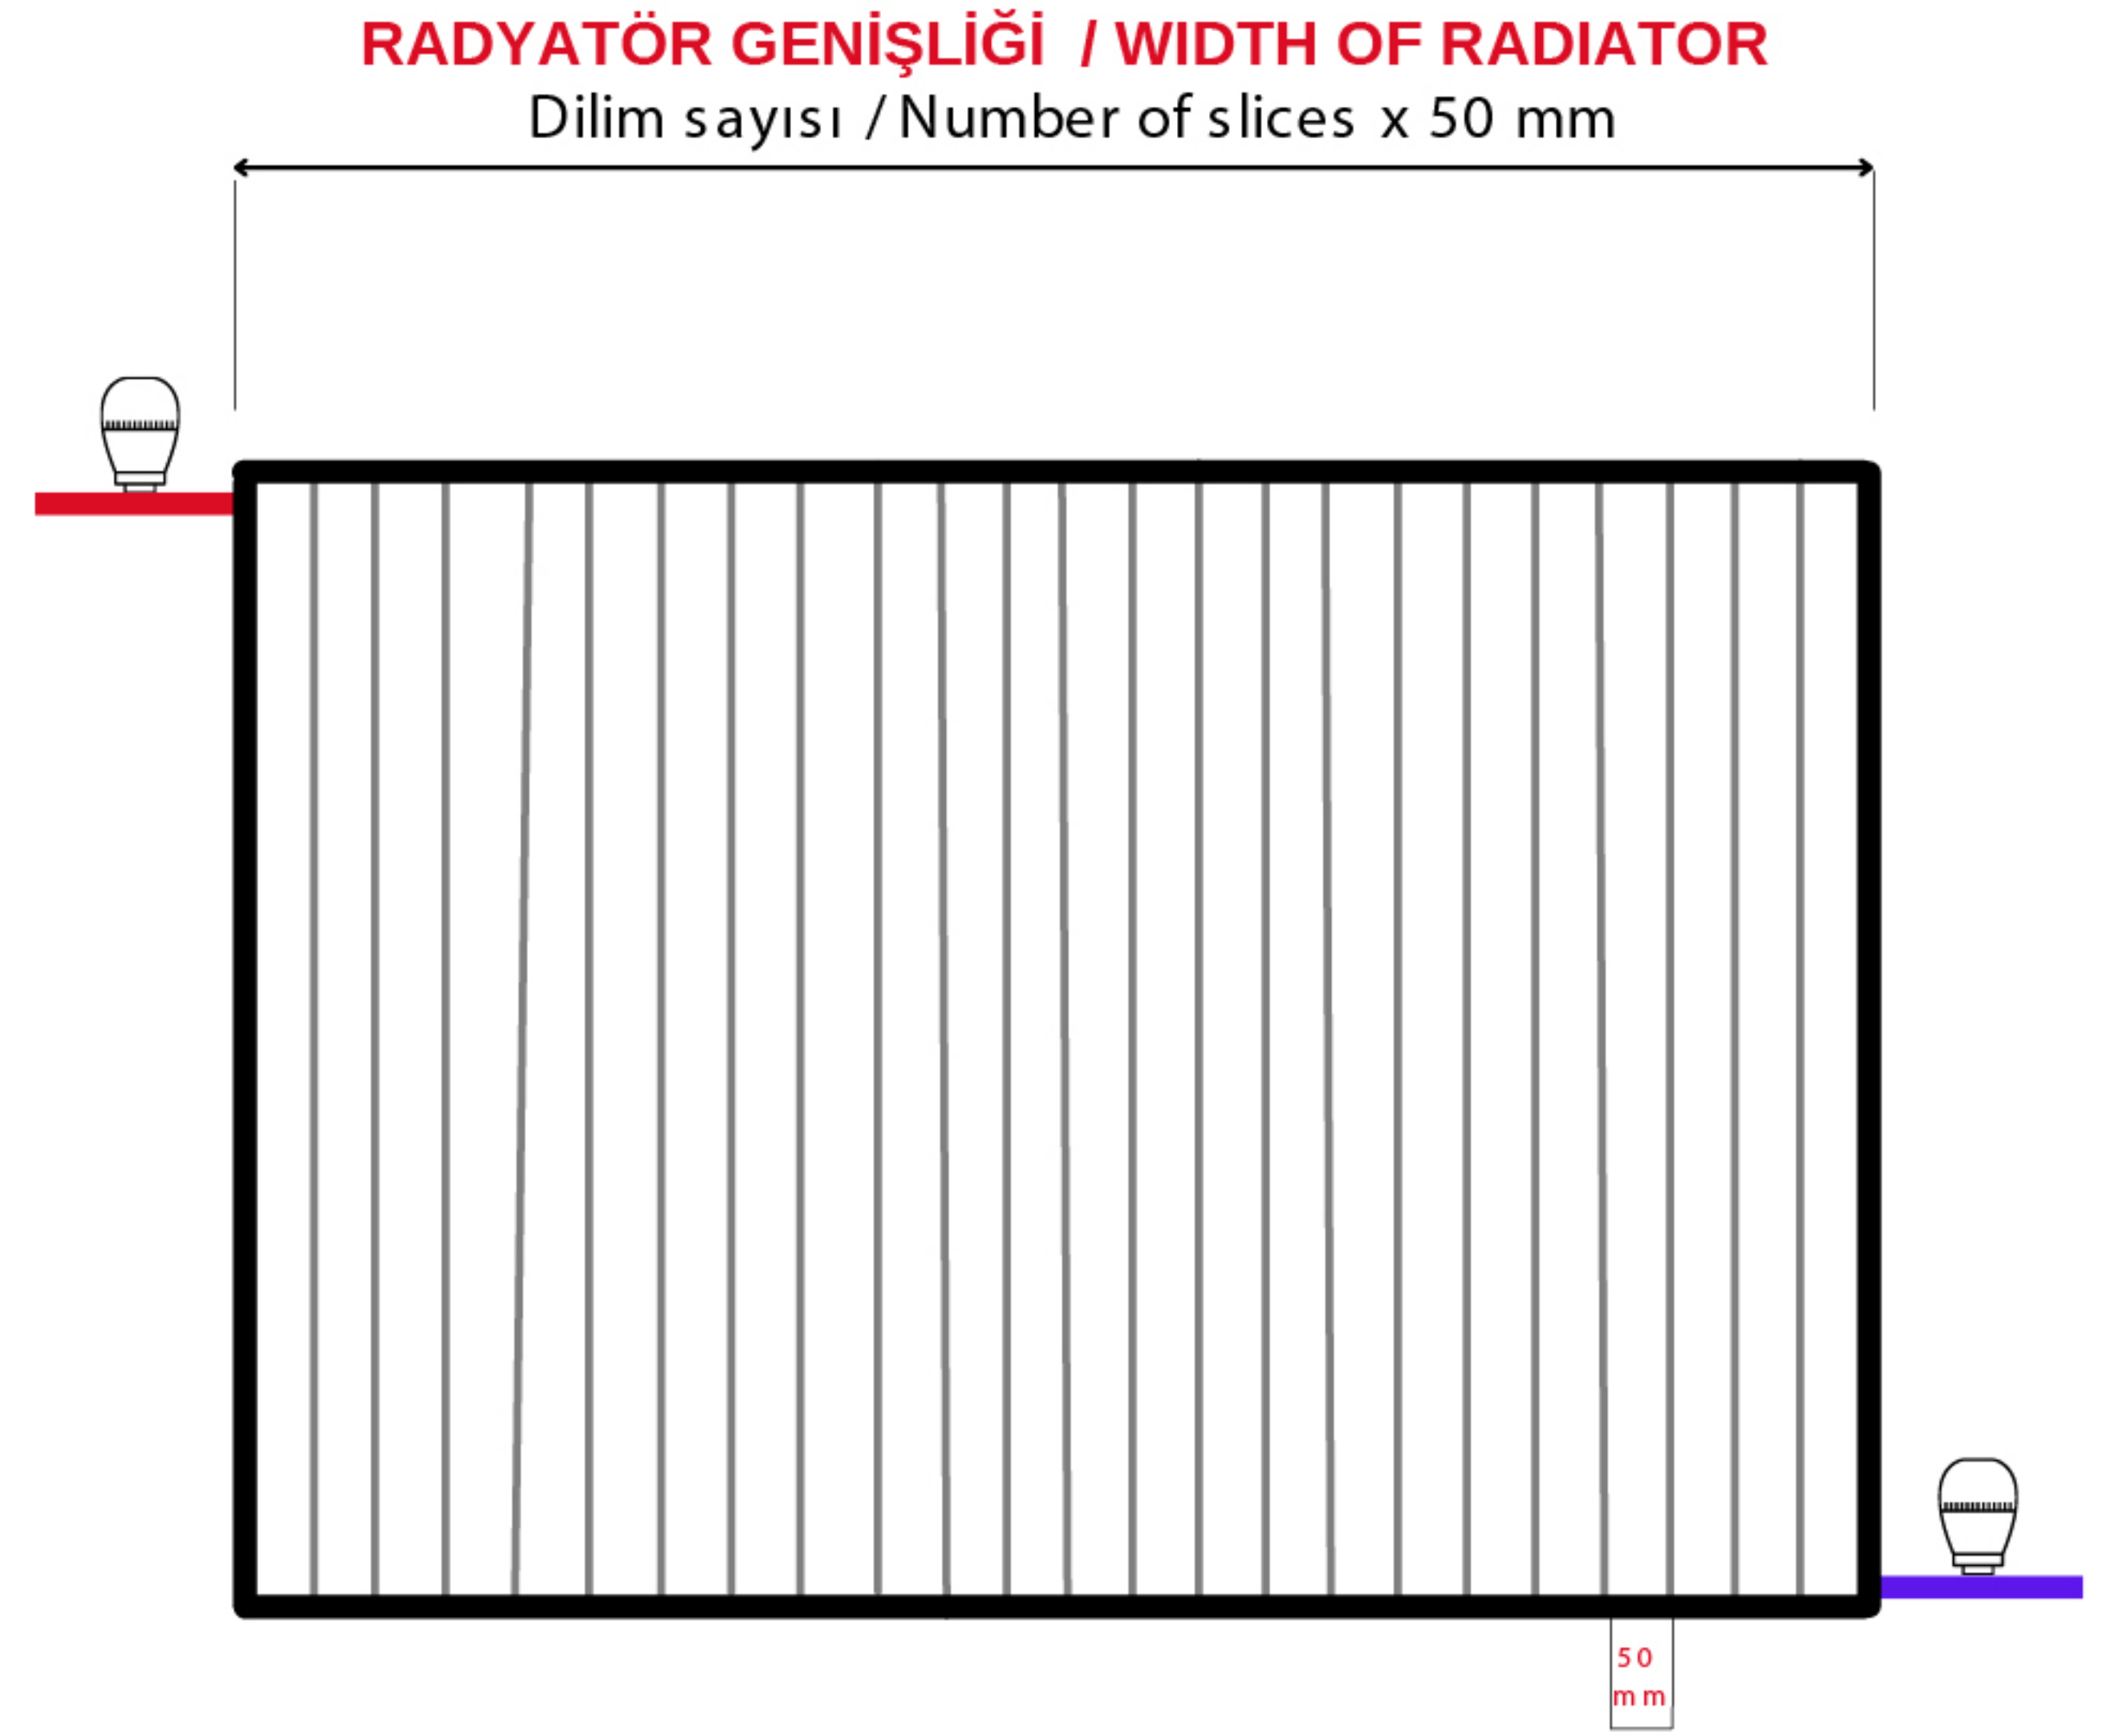 RADYATÖR GENİŞLİĞİ / WIDTH OF RADIATOR
Dilim sayısı / Number of slices x 50 mm
50
mm